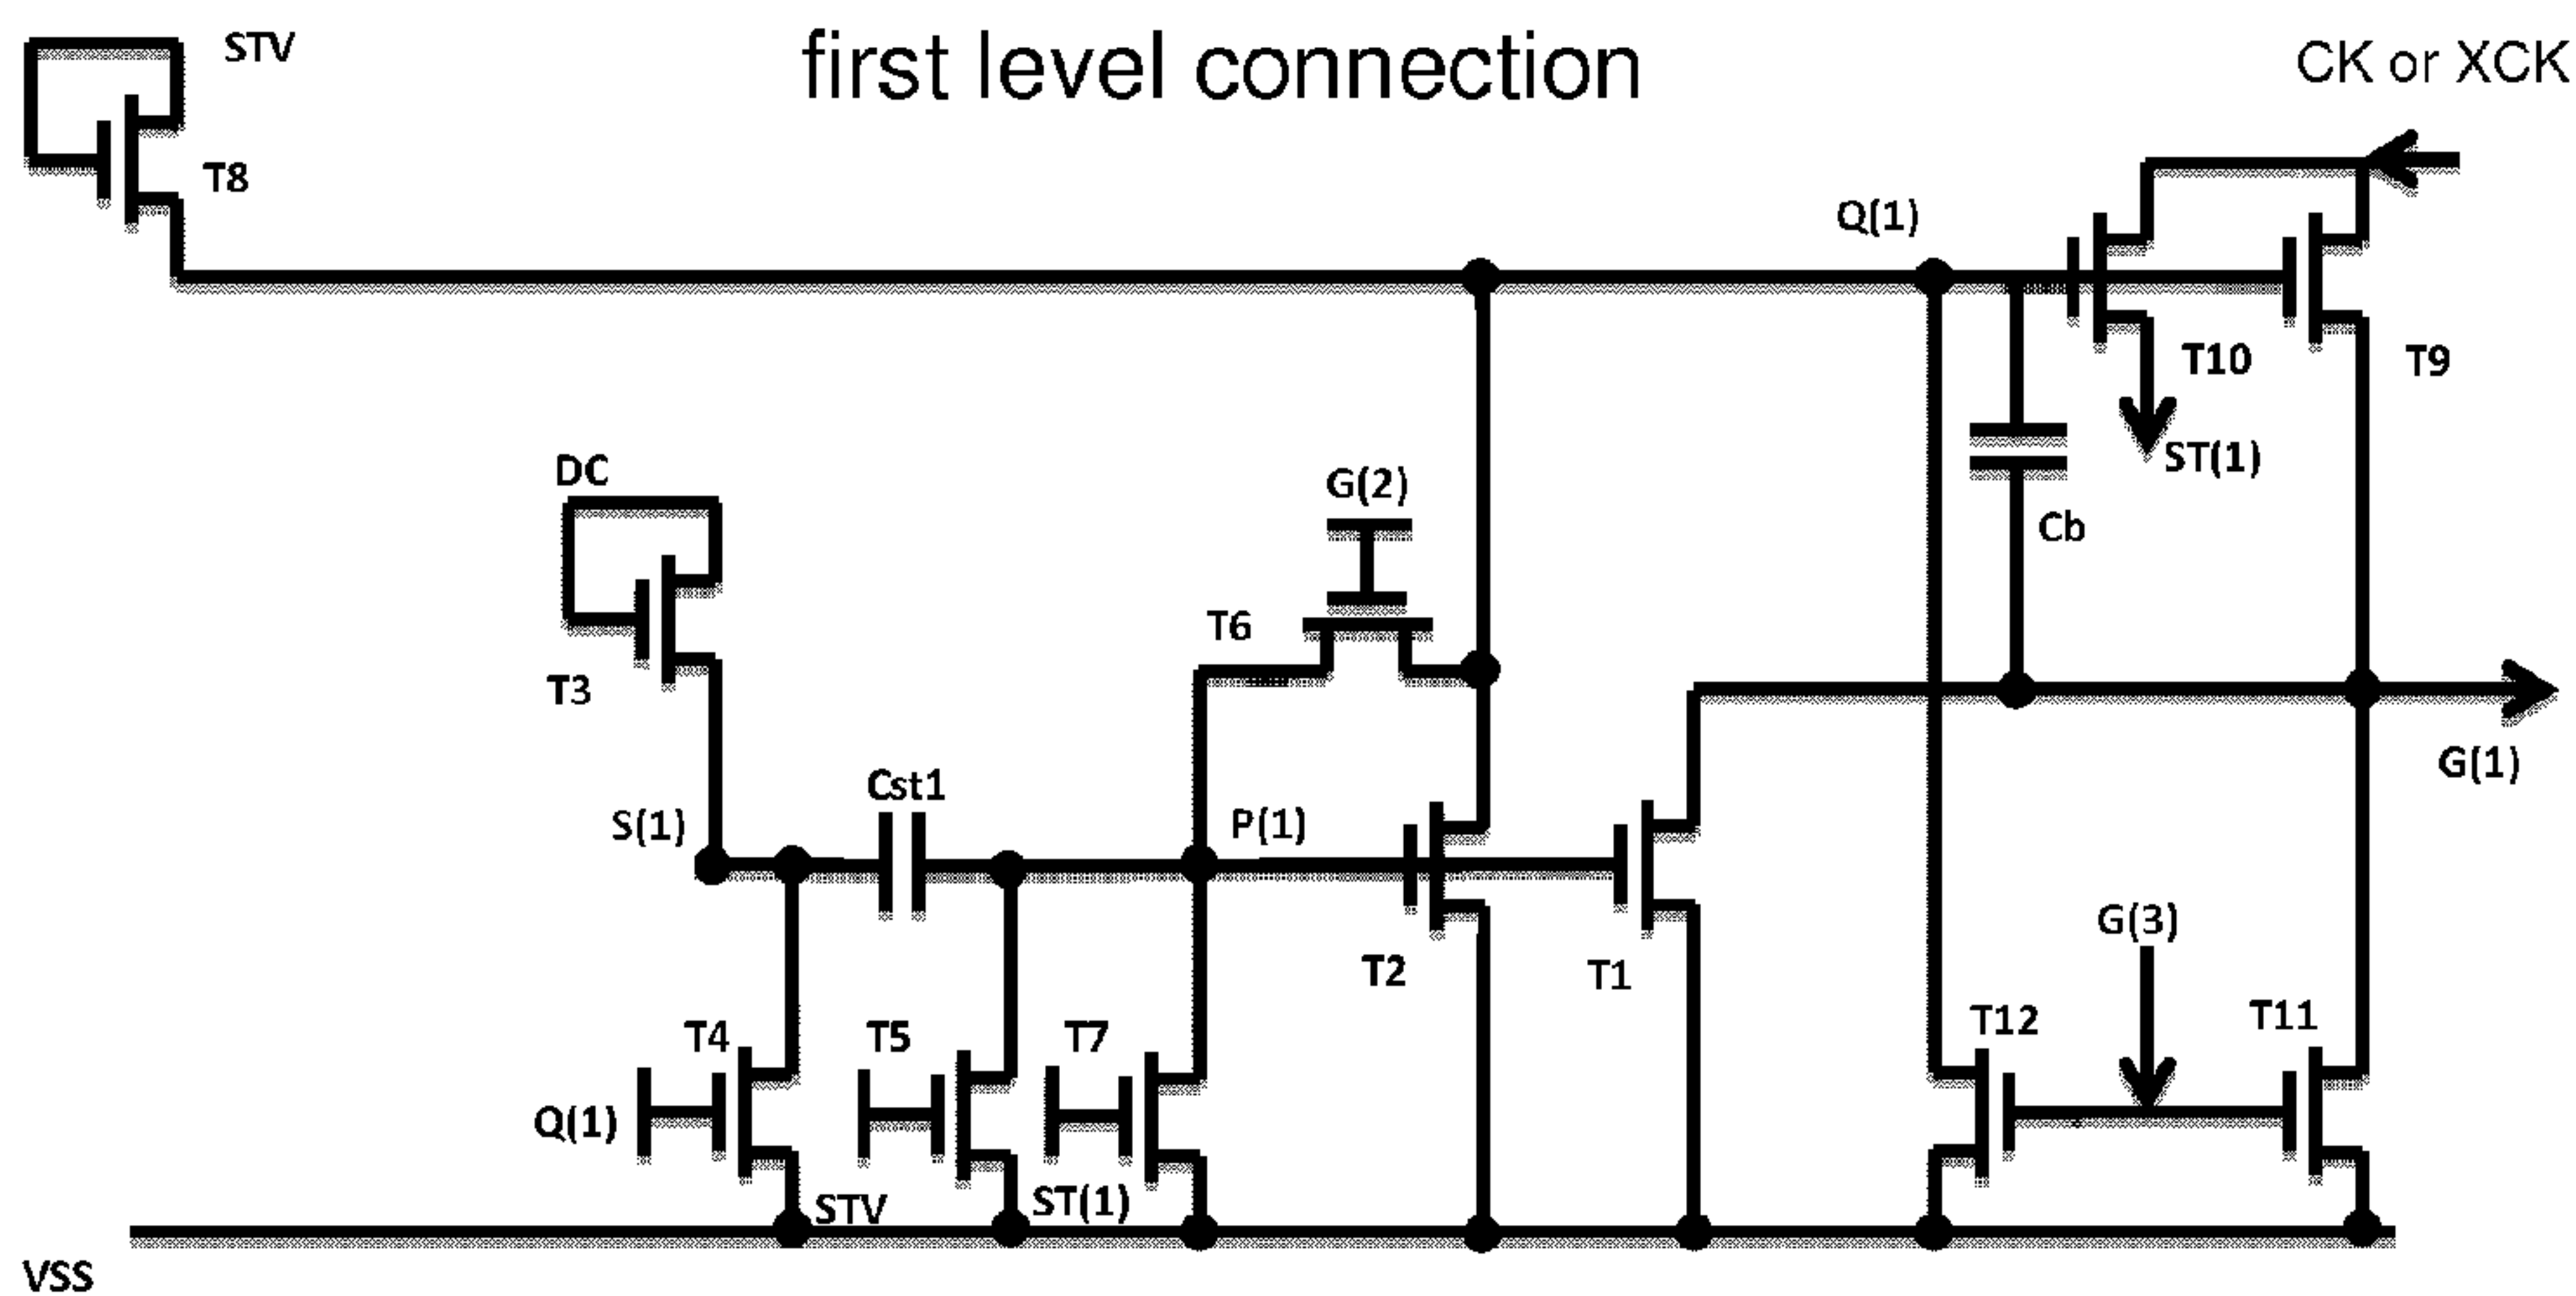 STV
first level connection
CK or XCK
T8
Q(1)
T10
T9
ST(1)
DC
G(2)
Cb
T6
T3
G(1)
Cst1
S(1)
P(1)
G(3)
T2
T1
T12
T11
T4
T5
T7
Q(1)
STV
ST(1)
VSS